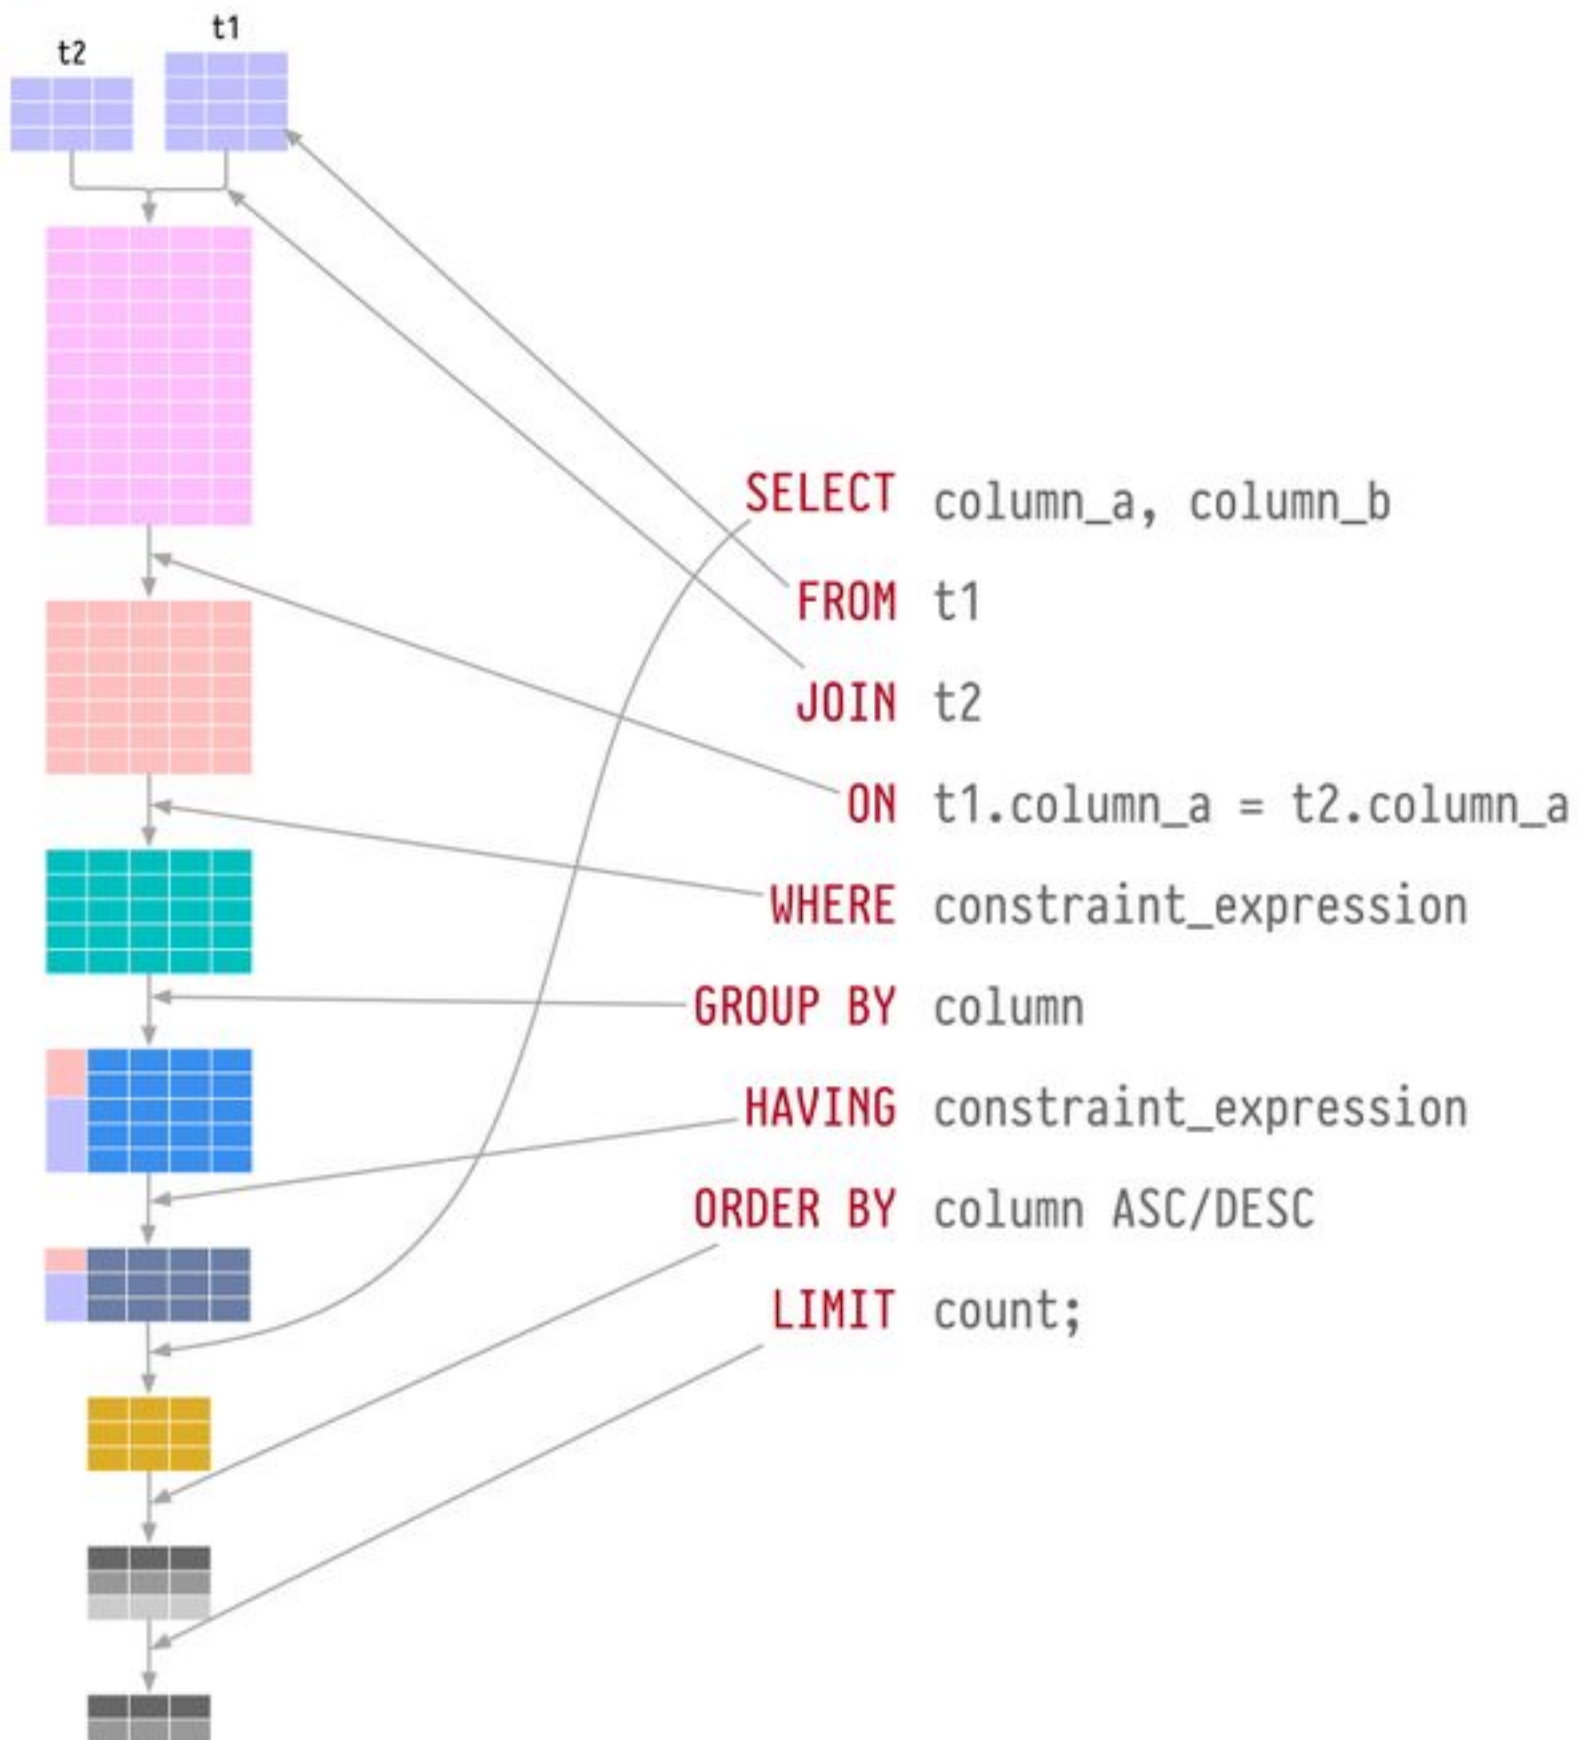 t2
t1
SELECT column_a, column_b
FROM t1
JOIN t2
ON t1.column_a = t2.column_a
WHERE constraint_expression
GROUP BY column
HAVING constraint_expression
ORDER BY column ASC/DESC
LIMIT count;